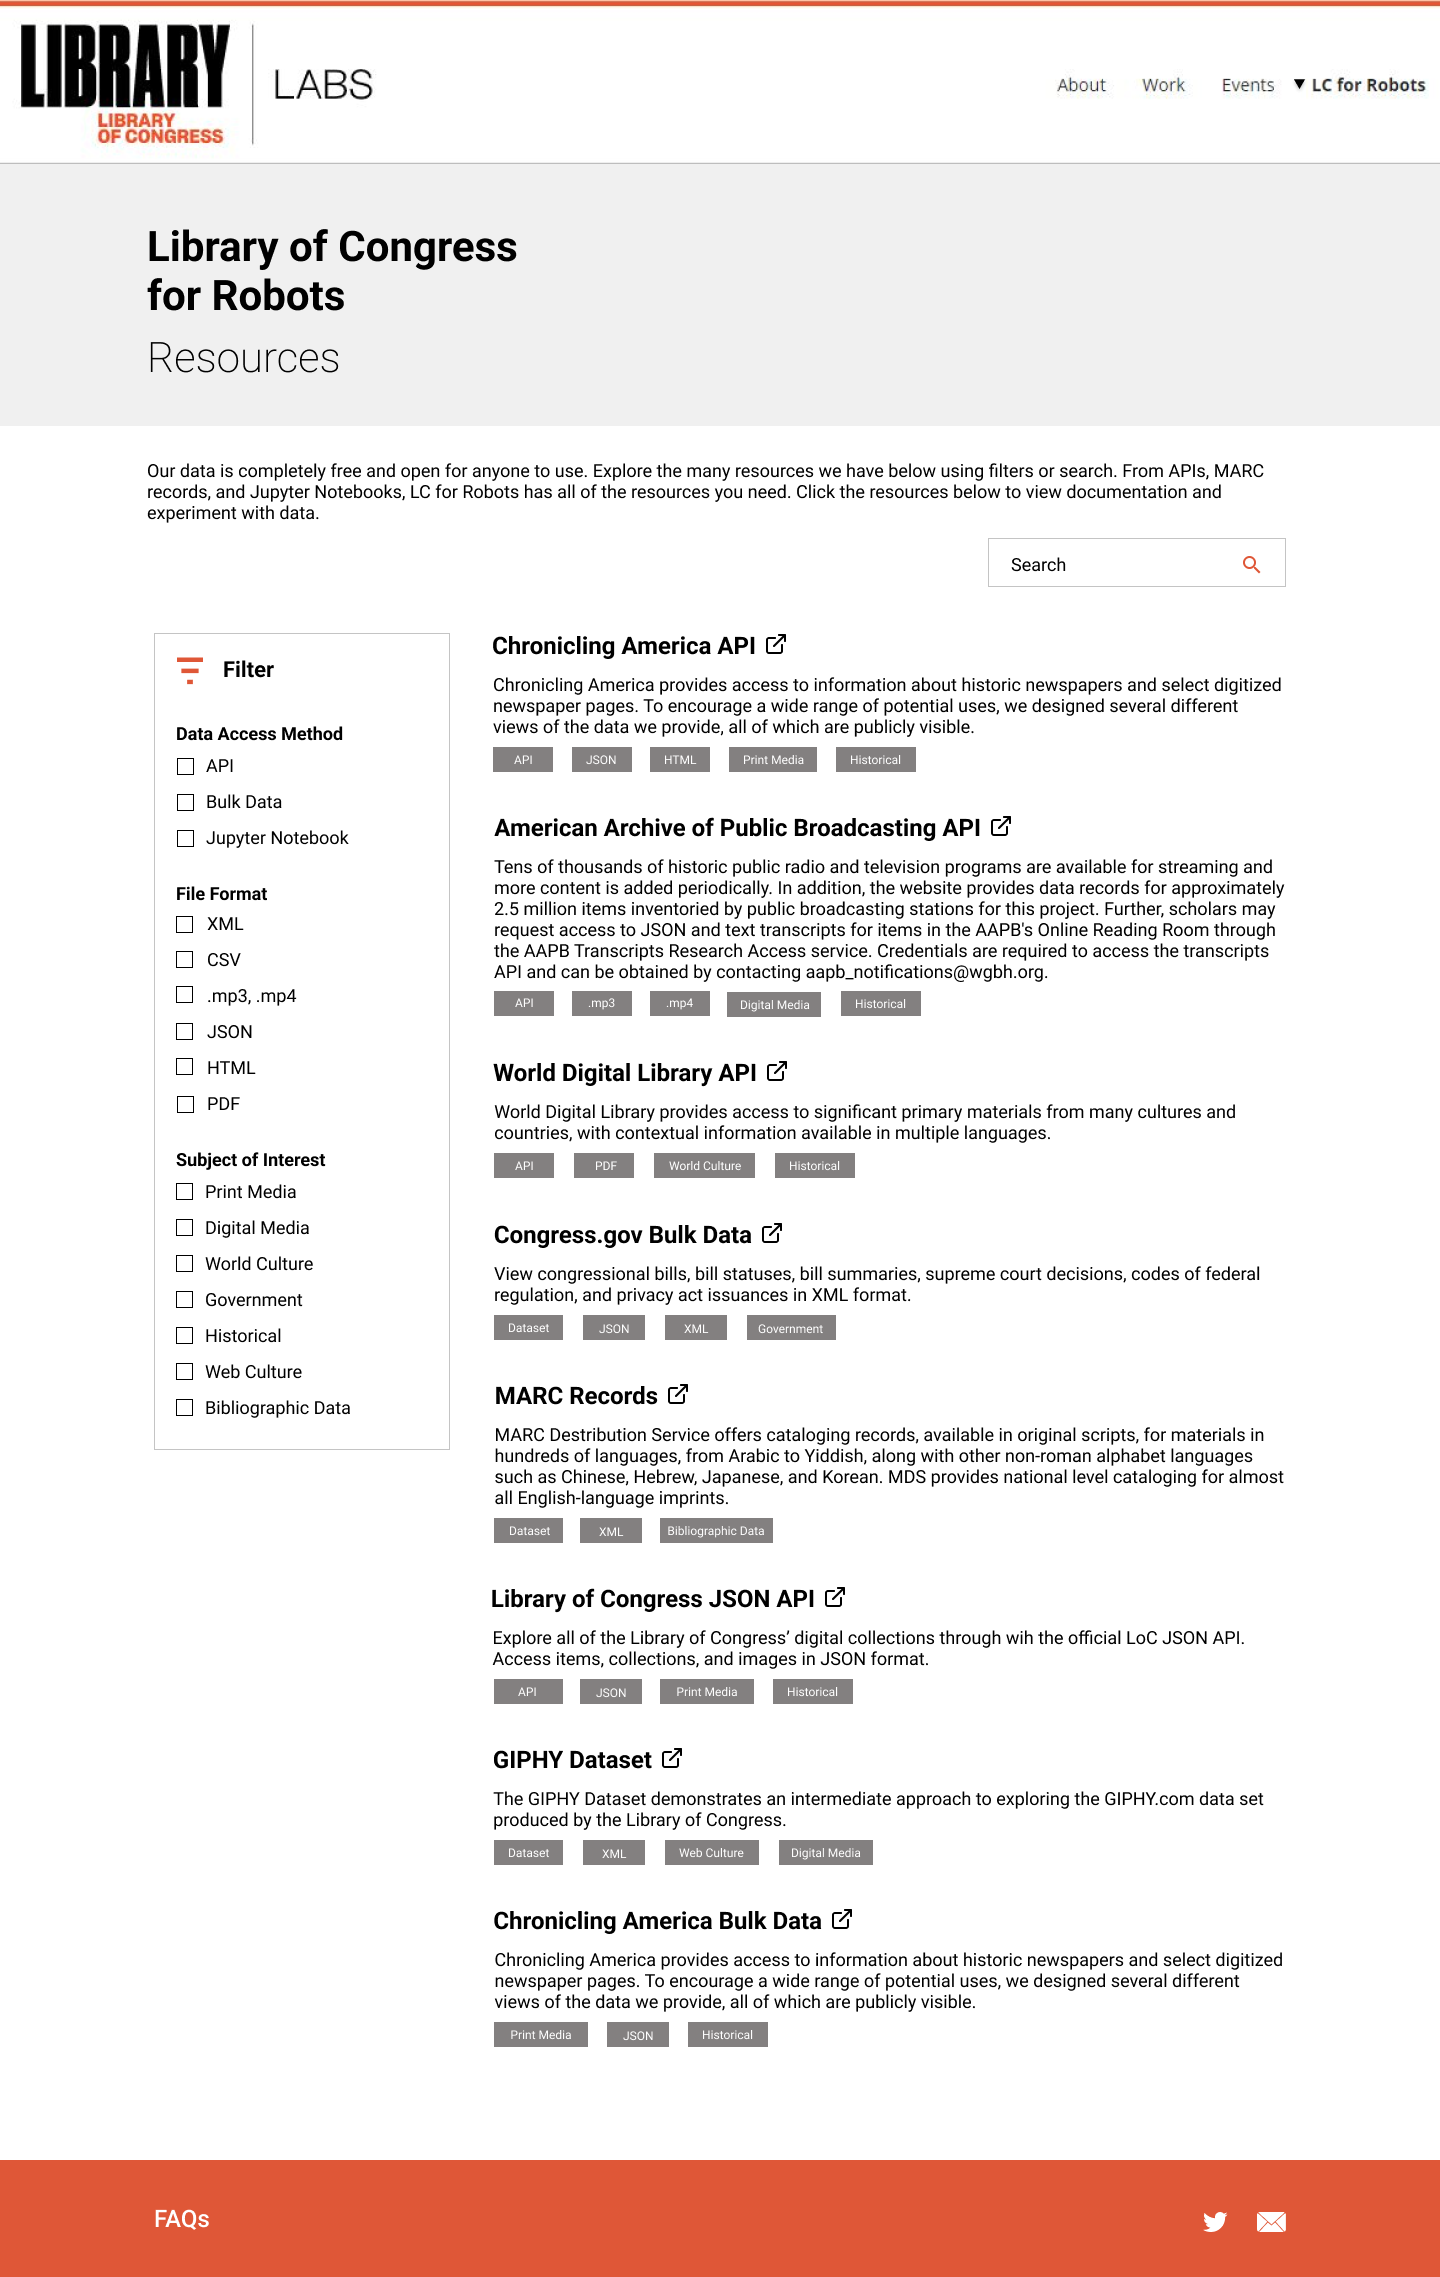 LIBRARY
LIBRARY
OF CONGRESS
LABS
About Work Events ▼ LC for Robots
Library of Congress
for Robots
Resources
Our data is completely free and open for anyone to use. Explore the many resources we have below using filters or search. From APIs, MARC
records, and Jupyter Notebooks, LC for Robots has all of the resources you need. Click the resources below to view documentation and
experiment with data.
Search
Filter
Data Access Method
API
Bulk Data
Jupyter Notebook
File Format
XML
CSV
.mp3, .mp4
JSON
HTML
PDF
Subject of Interest
Print Media
Digital Media
World Culture
Government
Historical
Web Culture
Bibliographic Data
Chronicling America API
Chronicling America provides access to information about historic newspapers and select digitized
newspaper pages. To encourage a wide range of potential uses, we designed several different
views of the data we provide, all of which are publicly visible.
API JSON HTML Print Media Historical
American Archive of Public Broadcasting API
Tens of thousands of historic public radio and television programs are available for streaming and
more content is added periodically. In addition, the website provides data records for approximately
2.5 million items inventoried by public broadcasting stations for this project. Further, scholars may
request access to JSON and text transcripts for items in the AAPB's Online Reading Room through
the AAPB Transcripts Research Access service. Credentials are required to access the transcripts
API and can be obtained by contacting aapb_notifications@wgbh.org.
API .mp3 .mp4 Digital Media Historical
World Digital Library API
World Digital Library provides access to significant primary materials from many cultures and
countries, with contextual information available in multiple languages.
API PDF World Culture Historical
Congress.gov Bulk Data
View congressional bills, bill statuses, bill summaries, supreme court decisions, codes of federal
regulation, and privacy act issuances in XML format.
Dataset JSON XML Government
MARC Records
MARC Destribution Service offers cataloging records, available in original scripts, for materials in
hundreds of languages, from Arabic to Yiddish, along with other non-roman alphabet languages
such as Chinese, Hebrew, Japanese, and Korean. MDS provides national level cataloging for almost
all English-language imprints.
Dataset XML Bibliographic Data
Library of Congress JSON API
Explore all of the Library of Congress’ digital collections through wih the official LoC JSON API.
Access items, collections, and images in JSON format.
API JSON Print Media Historical
GIPHY Dataset
The GIPHY Dataset demonstrates an intermediate approach to exploring the GIPHY.com data set
produced by the Library of Congress.
Dataset XML Web Culture Digital Media
Chronicling America Bulk Data
Chronicling America provides access to information about historic newspapers and select digitized
newspaper pages. To encourage a wide range of potential uses, we designed several different
views of the data we provide, all of which are publicly visible.
Print Media JSON Historical
FAQs